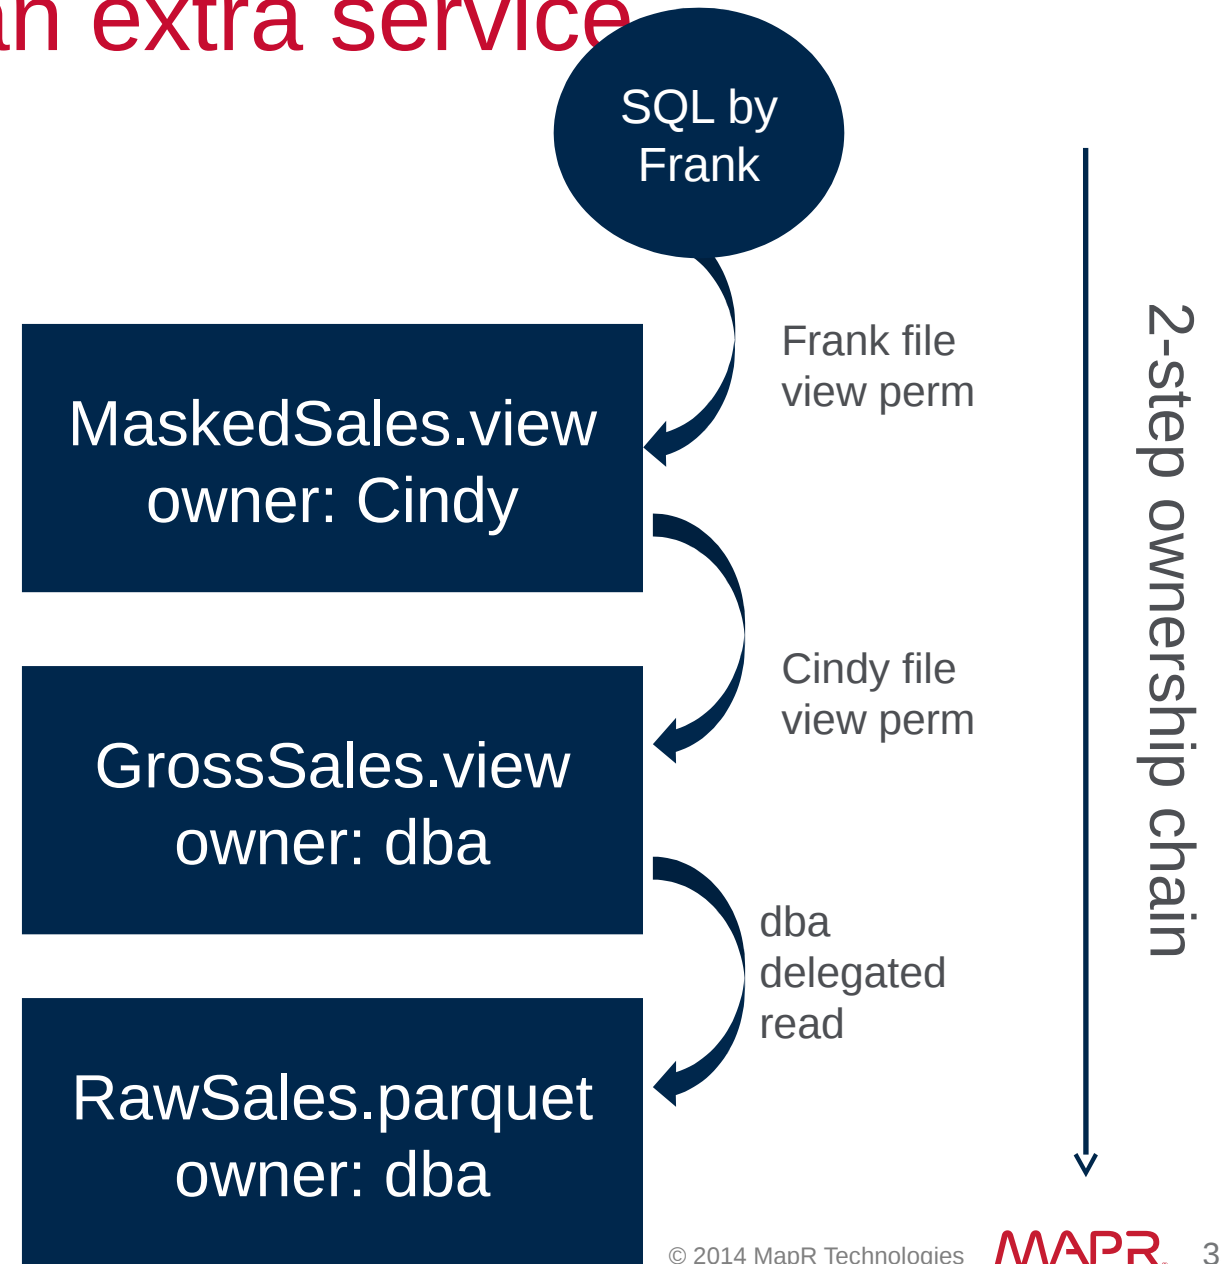 an extra service
SQL by
Frank
Frank file
view perm
MaskedSales.view
owner: Cindy
Cindy file
view perm
GrossSales.view
owner: dba
dba
delegated
read
RawSales.parquet
owner: dba
2-step ownership chain
© 2014 MapR Technologies
MAPR
3